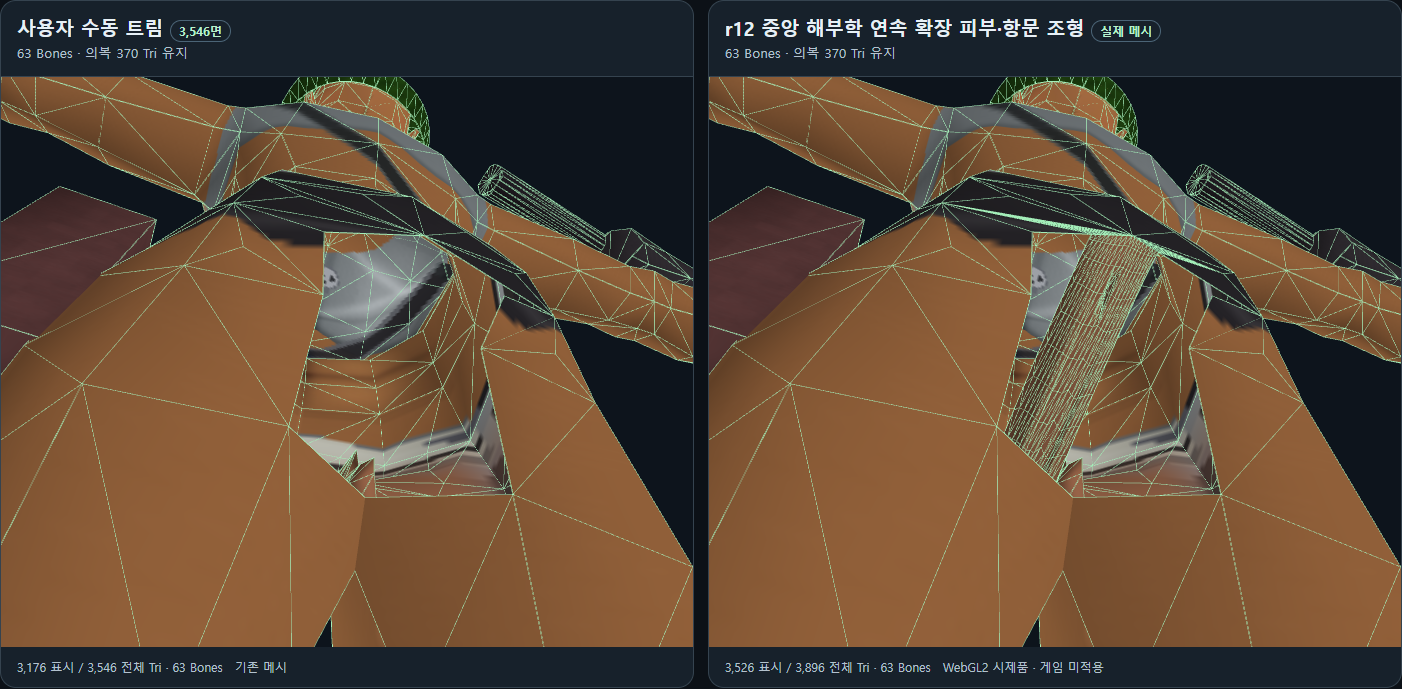 사용자 수동 트림 3,546면
63 Bones · 의복 370 Tri 유지
3,176 표시 / 3,546 전체 Tri · 63 Bones 기존 메시
r12 중앙 해부학 연속 확장 피부·항문 조형 실제 메시
63 Bones · 의복 370 Tri 유지
3,526 표시 / 3,896 전체 Tri · 63 Bones WebGL2 시제품 · 게임 미적용